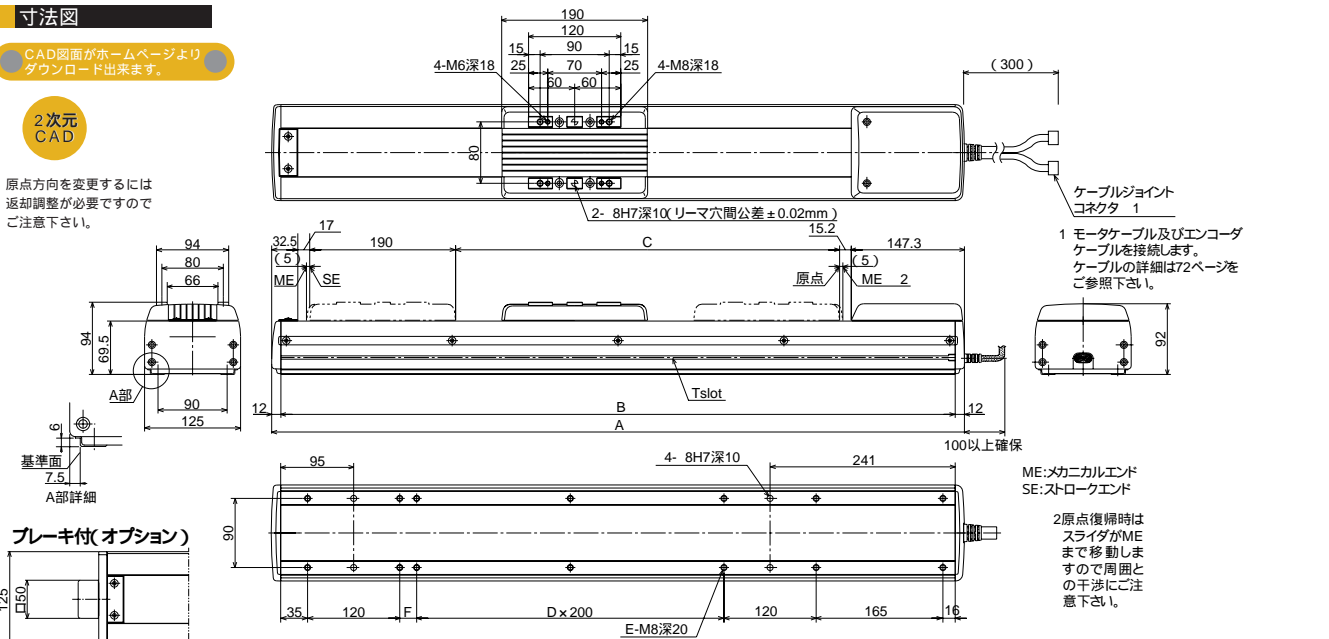 寸法図
CAD図面がホームページより
ダウンロード出来ます。
2次元
CAD
原点方向を変更するには
返却調整が必要ですので
ご注意下さい。
190
120
15 90 15
4-M6深18 25 70 25 4-M8深18
60 60
(300)
80
2- 8H7深10(リーマ穴間公差±0.02mm)
ケーブルジョイント
コネクタ 1
1 モータケーブル及びエンコーダ
ケーブルを接続します。
ケーブルの詳細は72ページを
ご参照下さい。
94
80
66
94
69.5
A部
90
125
32.5 17 190 C 15.2 147.3
(5) (5)
ME SE 原点 ME 2
Tslot
12 B 12
A
100以上確保
92
6
基準面
7.5
A部詳細
95 4- 8H7深10 241
90
35 120 F D×200 120 165 16
E-M8深20
ME:メカニカルエンド
SE:ストロークエンド
2原点復帰時は
スライダがME
まで移動しま
すので周囲と
の干渉にご注
意下さい。
ブレーキ付(オプション)
125
□50